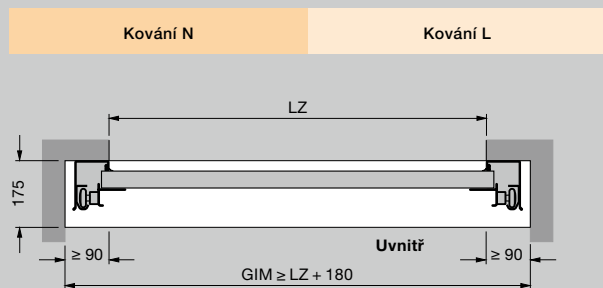 Kování N
Kování L
LZ
175
Uvnitř
≥ 90
≥ 90
GIM ≥ LZ + 180